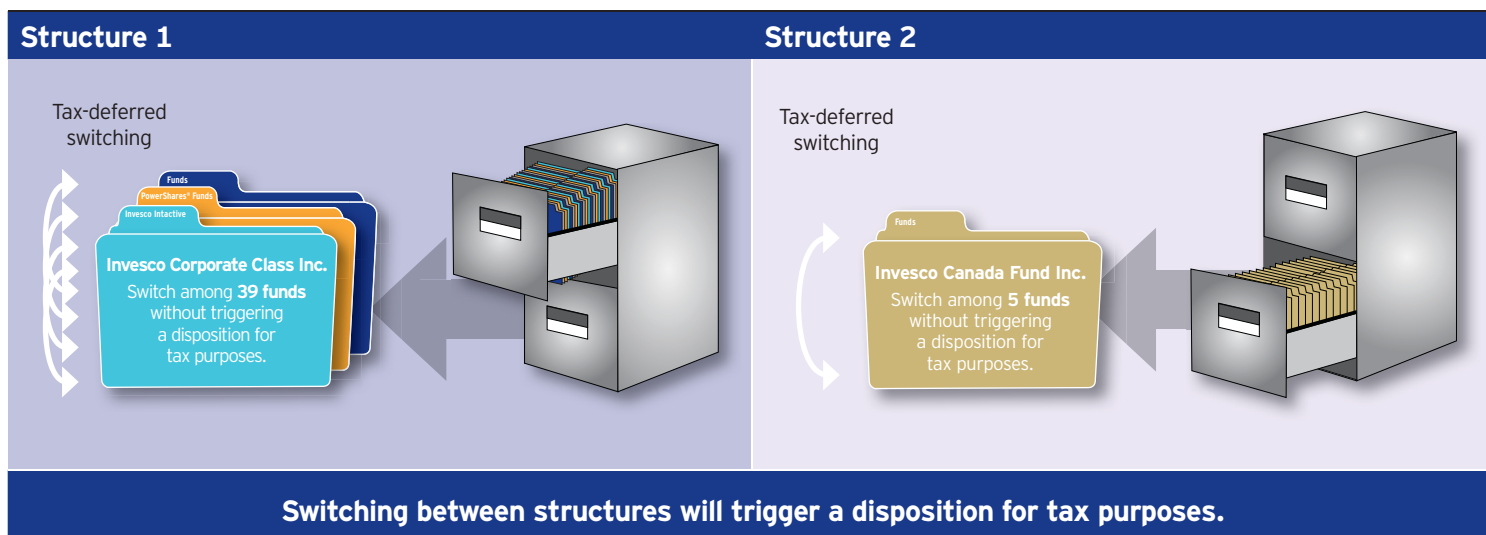 Structure 1
Tax-deferred
switching
Funds
PowerShares® Funds
Invesco Intactive
Invesco Corporate Class Inc.
Switch among 39 funds
without triggering
a disposition for
tax purposes.
Structure 2
Tax-deferred
switching
Funds
Invesco Canada Fund Inc.
Switch among 5 funds
without triggering
a disposition for
tax purposes.
Switching between structures will trigger a disposition for tax purposes.